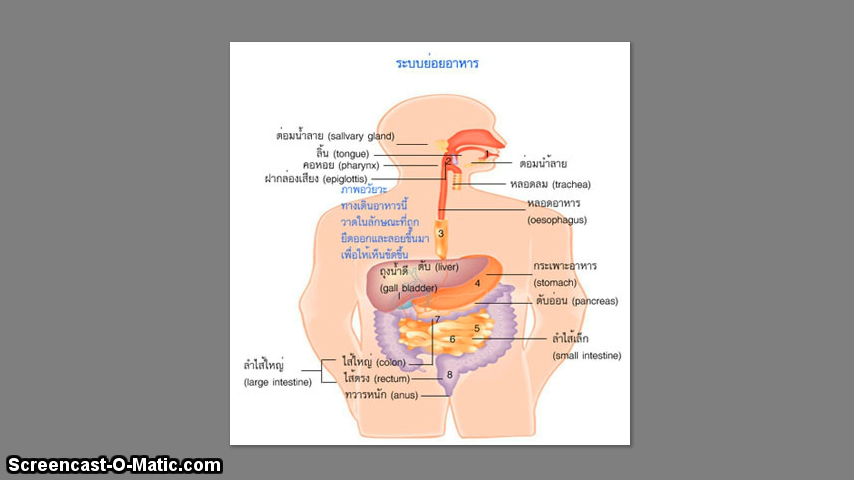 ระบบย่อยอาหาร
ต่อมน้ำลาย (salivary gland)
ลิ้น (tongue)
คอหอย (pharynx)
ฝากล่องเสียง (epiglottis)
1
2
ต่อมน้ำลาย
หลอดลม (trachea)
หลอดอาหาร
(oesophagus)
ภาพอวัยวะ
ทางเดินอาหารนี้
วาดในลักษณะที่ถูก
ยืดออกและลอยขึ้นมา
เพื่อให้เห็นชัดขึ้น
3
ถุงน้ำดี
(gall bladder)
ตับ (liver)
4
กระเพาะอาหาร
(stomach)
ตับอ่อน (pancreas)
7
5
6
ลำไส้เล็ก
(small intestine)
ลำไส้ใหญ่
(large intestine)
ไส้ใหญ่ (colon)
ไส้ตรง (rectum)
ทวารหนัก (anus)
8
Screencast-O-Matic.com